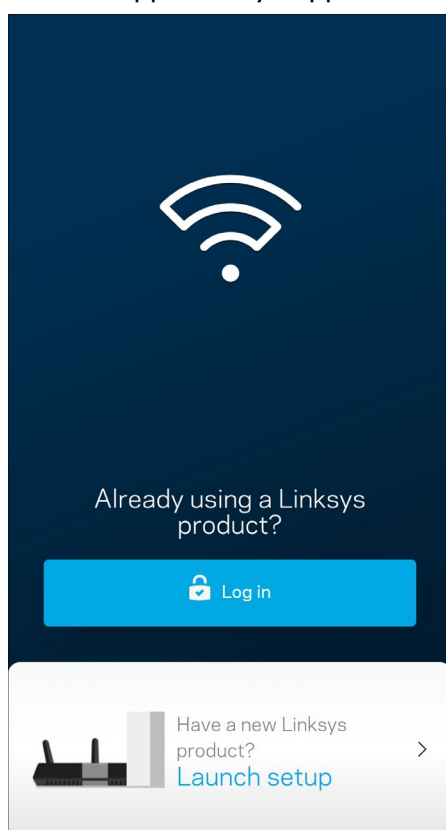 Already using a Linksys
product?
Log in
Have a new Linksys
product?
Launch setup